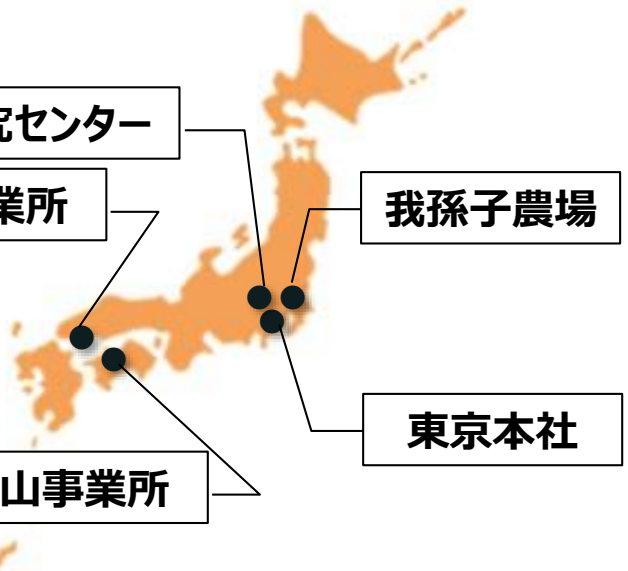 究センター
業所
我孫子農場
東京本社
山事業所